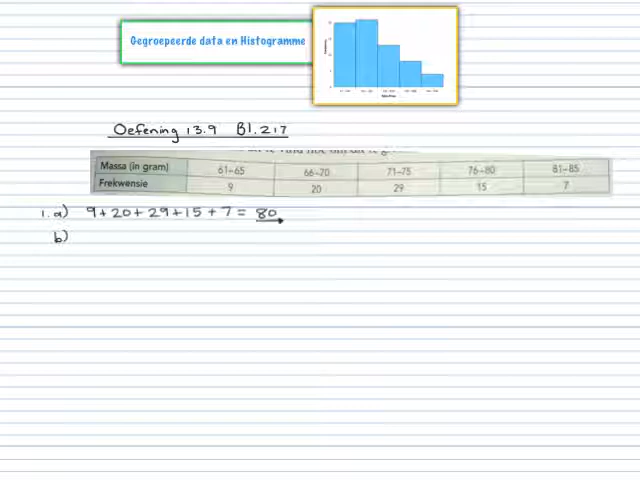 Gegroepeerde data en Histogramme
Oefening 13.9 Bl.217
Massa (in gram) 61–65 66–70 71–75 76–80 81–85
Frekwensie 9 20 29 15 7
1. a) 9 + 20 + 29 + 15 + 7 = 80
b)